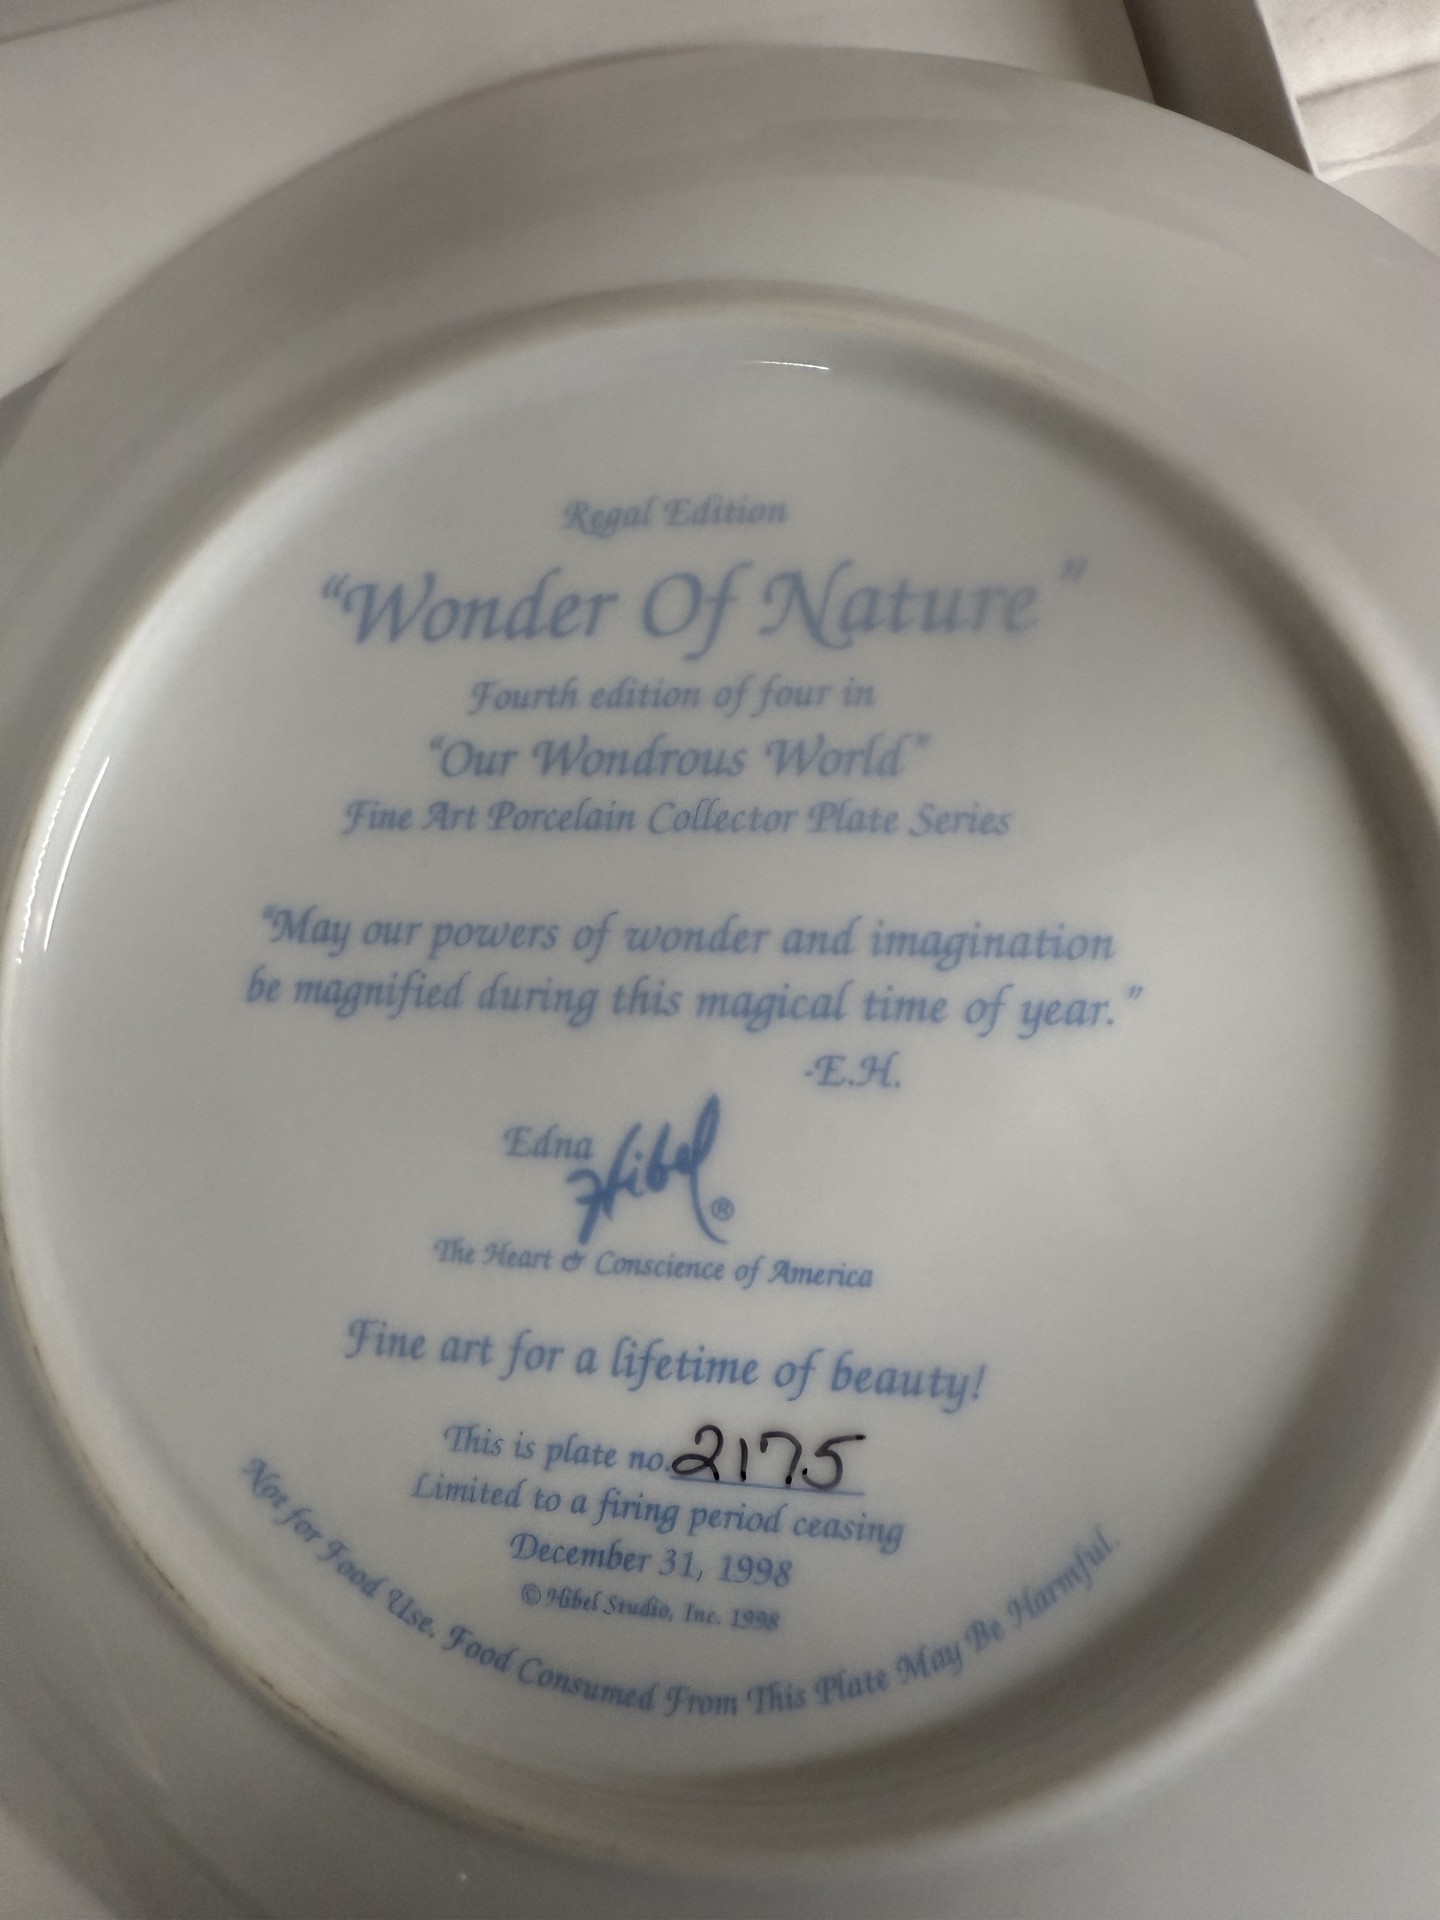 Regal Edition
"Wonder Of Nature"
Fourth edition of four in
"Our Wondrous World"
Fine Art Porcelain Collector Plate Series
"May our powers of wonder and imagination
be magnified during this magical time of year."
-E.H.
Edna Hibel ®
The Heart & Conscience of America
Fine art for a lifetime of beauty!
This is plate no. 2175
Limited to a firing period ceasing
December 31, 1998
© Hibel Studio, Inc. 1998
Not for Food Use. Food Consumed From This Plate May Be Harmful.